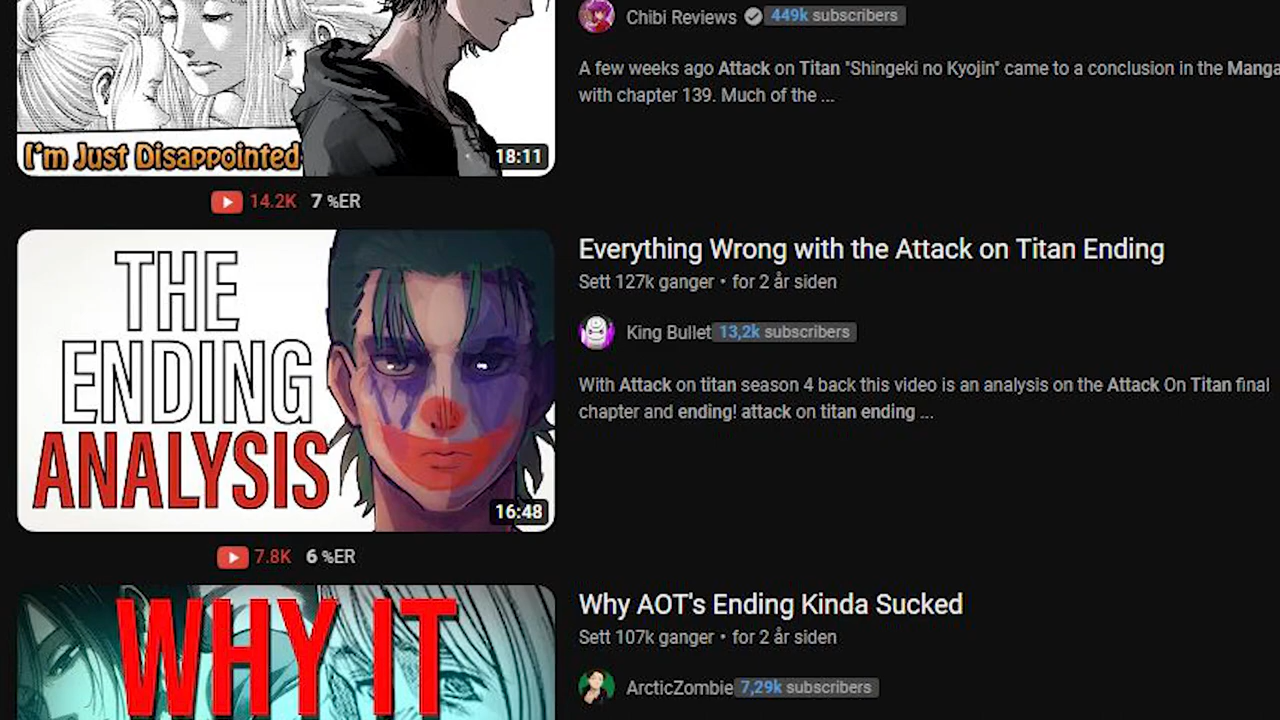 Chibi Reviews 449k subscribers
A few weeks ago Attack on Titan "Shingeki no Kyojin" came to a conclusion in the Manga
with chapter 139. Much of the ...
I'm Just Disappointed
18:11
14.2K 7 %ER
THE
ENDING
ANALYSIS
16:48
Everything Wrong with the Attack on Titan Ending
Sett 127k ganger • for 2 år siden
King Bullet 13,2k subscribers
With Attack on titan season 4 back this video is an analysis on the Attack On Titan final
chapter and ending! attack on titan ending ...
7.8K 6 %ER
WHY IT
Why AOT's Ending Kinda Sucked
Sett 107k ganger • for 2 år siden
ArcticZombie 7,29k subscribers